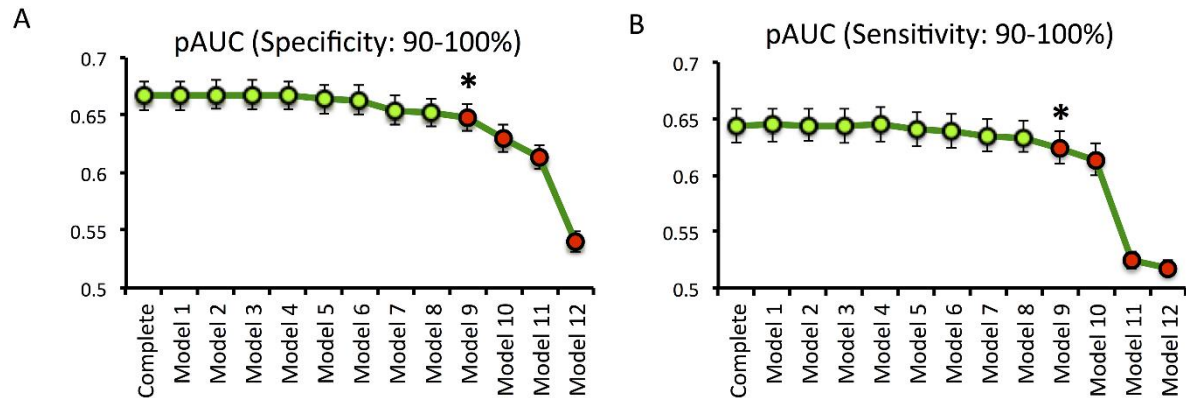 A
pAUC (Specificity: 90-100%)
0.7
0.65
0.6
0.55
0.5
*
Complete
Model 1
Model 2
Model 3
Model 4
Model 5
Model 6
Model 7
Model 8
Model 9
Model 10
Model 11
Model 12
B
pAUC (Sensitivity: 90-100%)
0.7
0.65
0.6
0.55
0.5
*
Complete
Model 1
Model 2
Model 3
Model 4
Model 5
Model 6
Model 7
Model 8
Model 9
Model 10
Model 11
Model 12